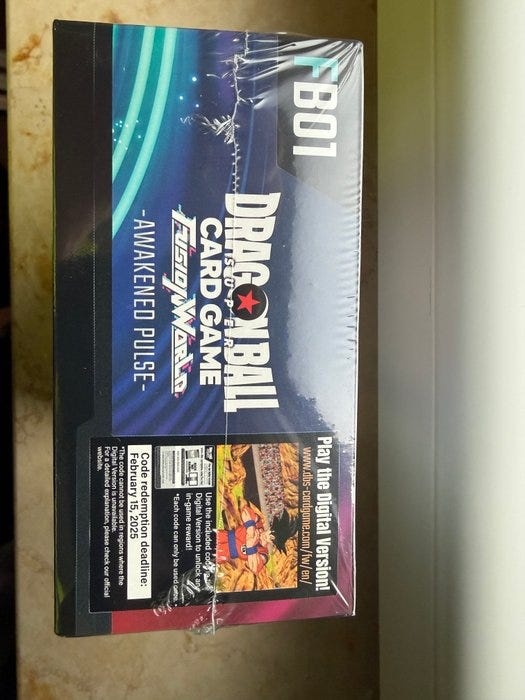 FB01
DRAGON BALL
SUPER
CARD GAME
FUSION WORLD
-AWAKENED PULSE-
Play the Digital Version!
www.dbs-cardgame.com/fw/en/
Use the included code
Digital Version to unlock an
in-game reward!
*Each code can only be used once.
Code redemption deadline:
February 15, 2025
*The code cannot be used in regions where the
Digital Version is unavailable.
For a detailed explanation, please check our official
website.